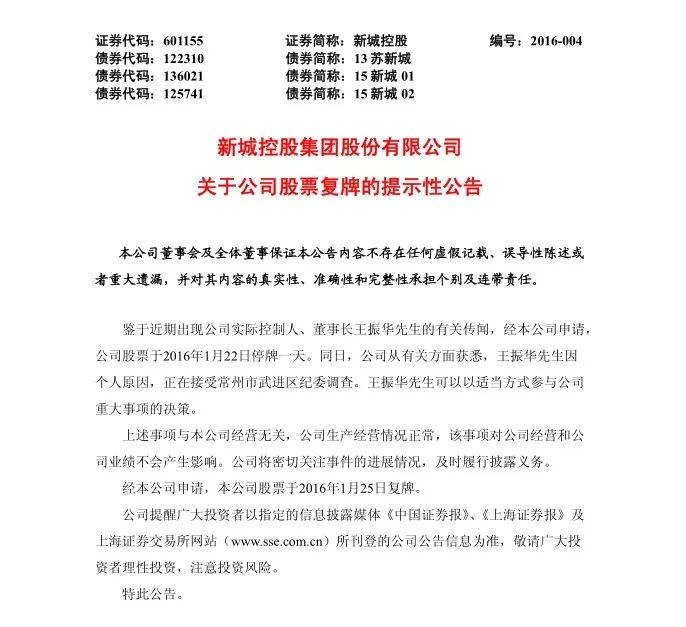 证券代码：601155 证券简称：新城控股 编号：2016-004
债券代码：122310 债券简称：13 苏新城
债券代码：136021 债券简称：15 新城 01
债券代码：125741 债券简称：15 新城 02
新城控股集团股份有限公司
关于公司股票复牌的提示性公告
本公司董事会及全体董事保证本公告内容不存在任何虚假记载、误导性陈述或
者重大遗漏，并对其内容的真实性、准确性和完整性承担个别及连带责任。
鉴于近期出现公司实际控制人、董事长王振华先生的有关传闻，经本公司申请，
公司股票于2016年1月22日停牌一天。同日，公司从有关方面获悉，王振华先生因
个人原因，正在接受常州市武进区纪委调查。王振华先生可以以适当方式参与公司
重大事项的决策。
上述事项与本公司经营无关，公司生产经营情况正常，该事项对公司经营和公
司业绩不会产生影响。公司将密切关注事件的进展情况，及时履行披露义务。
经本公司申请，本公司股票于2016年1月25日复牌。
公司提醒广大投资者以指定的信息披露媒体《中国证券报》、《上海证券报》及
上海证券交易所网站（www.sse.com.cn）所刊登的公司公告信息为准，敬请广大投
资者理性投资，注意投资风险。
特此公告。